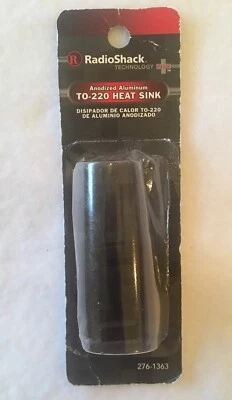 R RadioShack®
TECHNOLOGY
Anodized Aluminum
TO-220 HEAT SINK
DISIPADOR DE CALOR TO-220
DE ALUMINIO ANODIZADO
276-1363